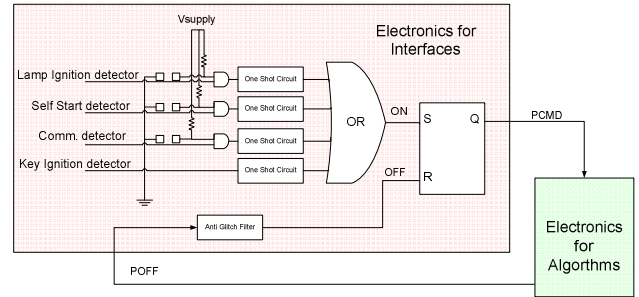 Vsupply
Electronics for
Interfaces
Lamp Ignition detector
One Shot Circuit
Self Start detector
One Shot Circuit
OR
ON
S
Q
PCMD
Comm. detector
One Shot Circuit
Key Ignition detector
One Shot Circuit
OFF
R
Anti Glitch Filter
Electronics
for
Algorthms
POFF